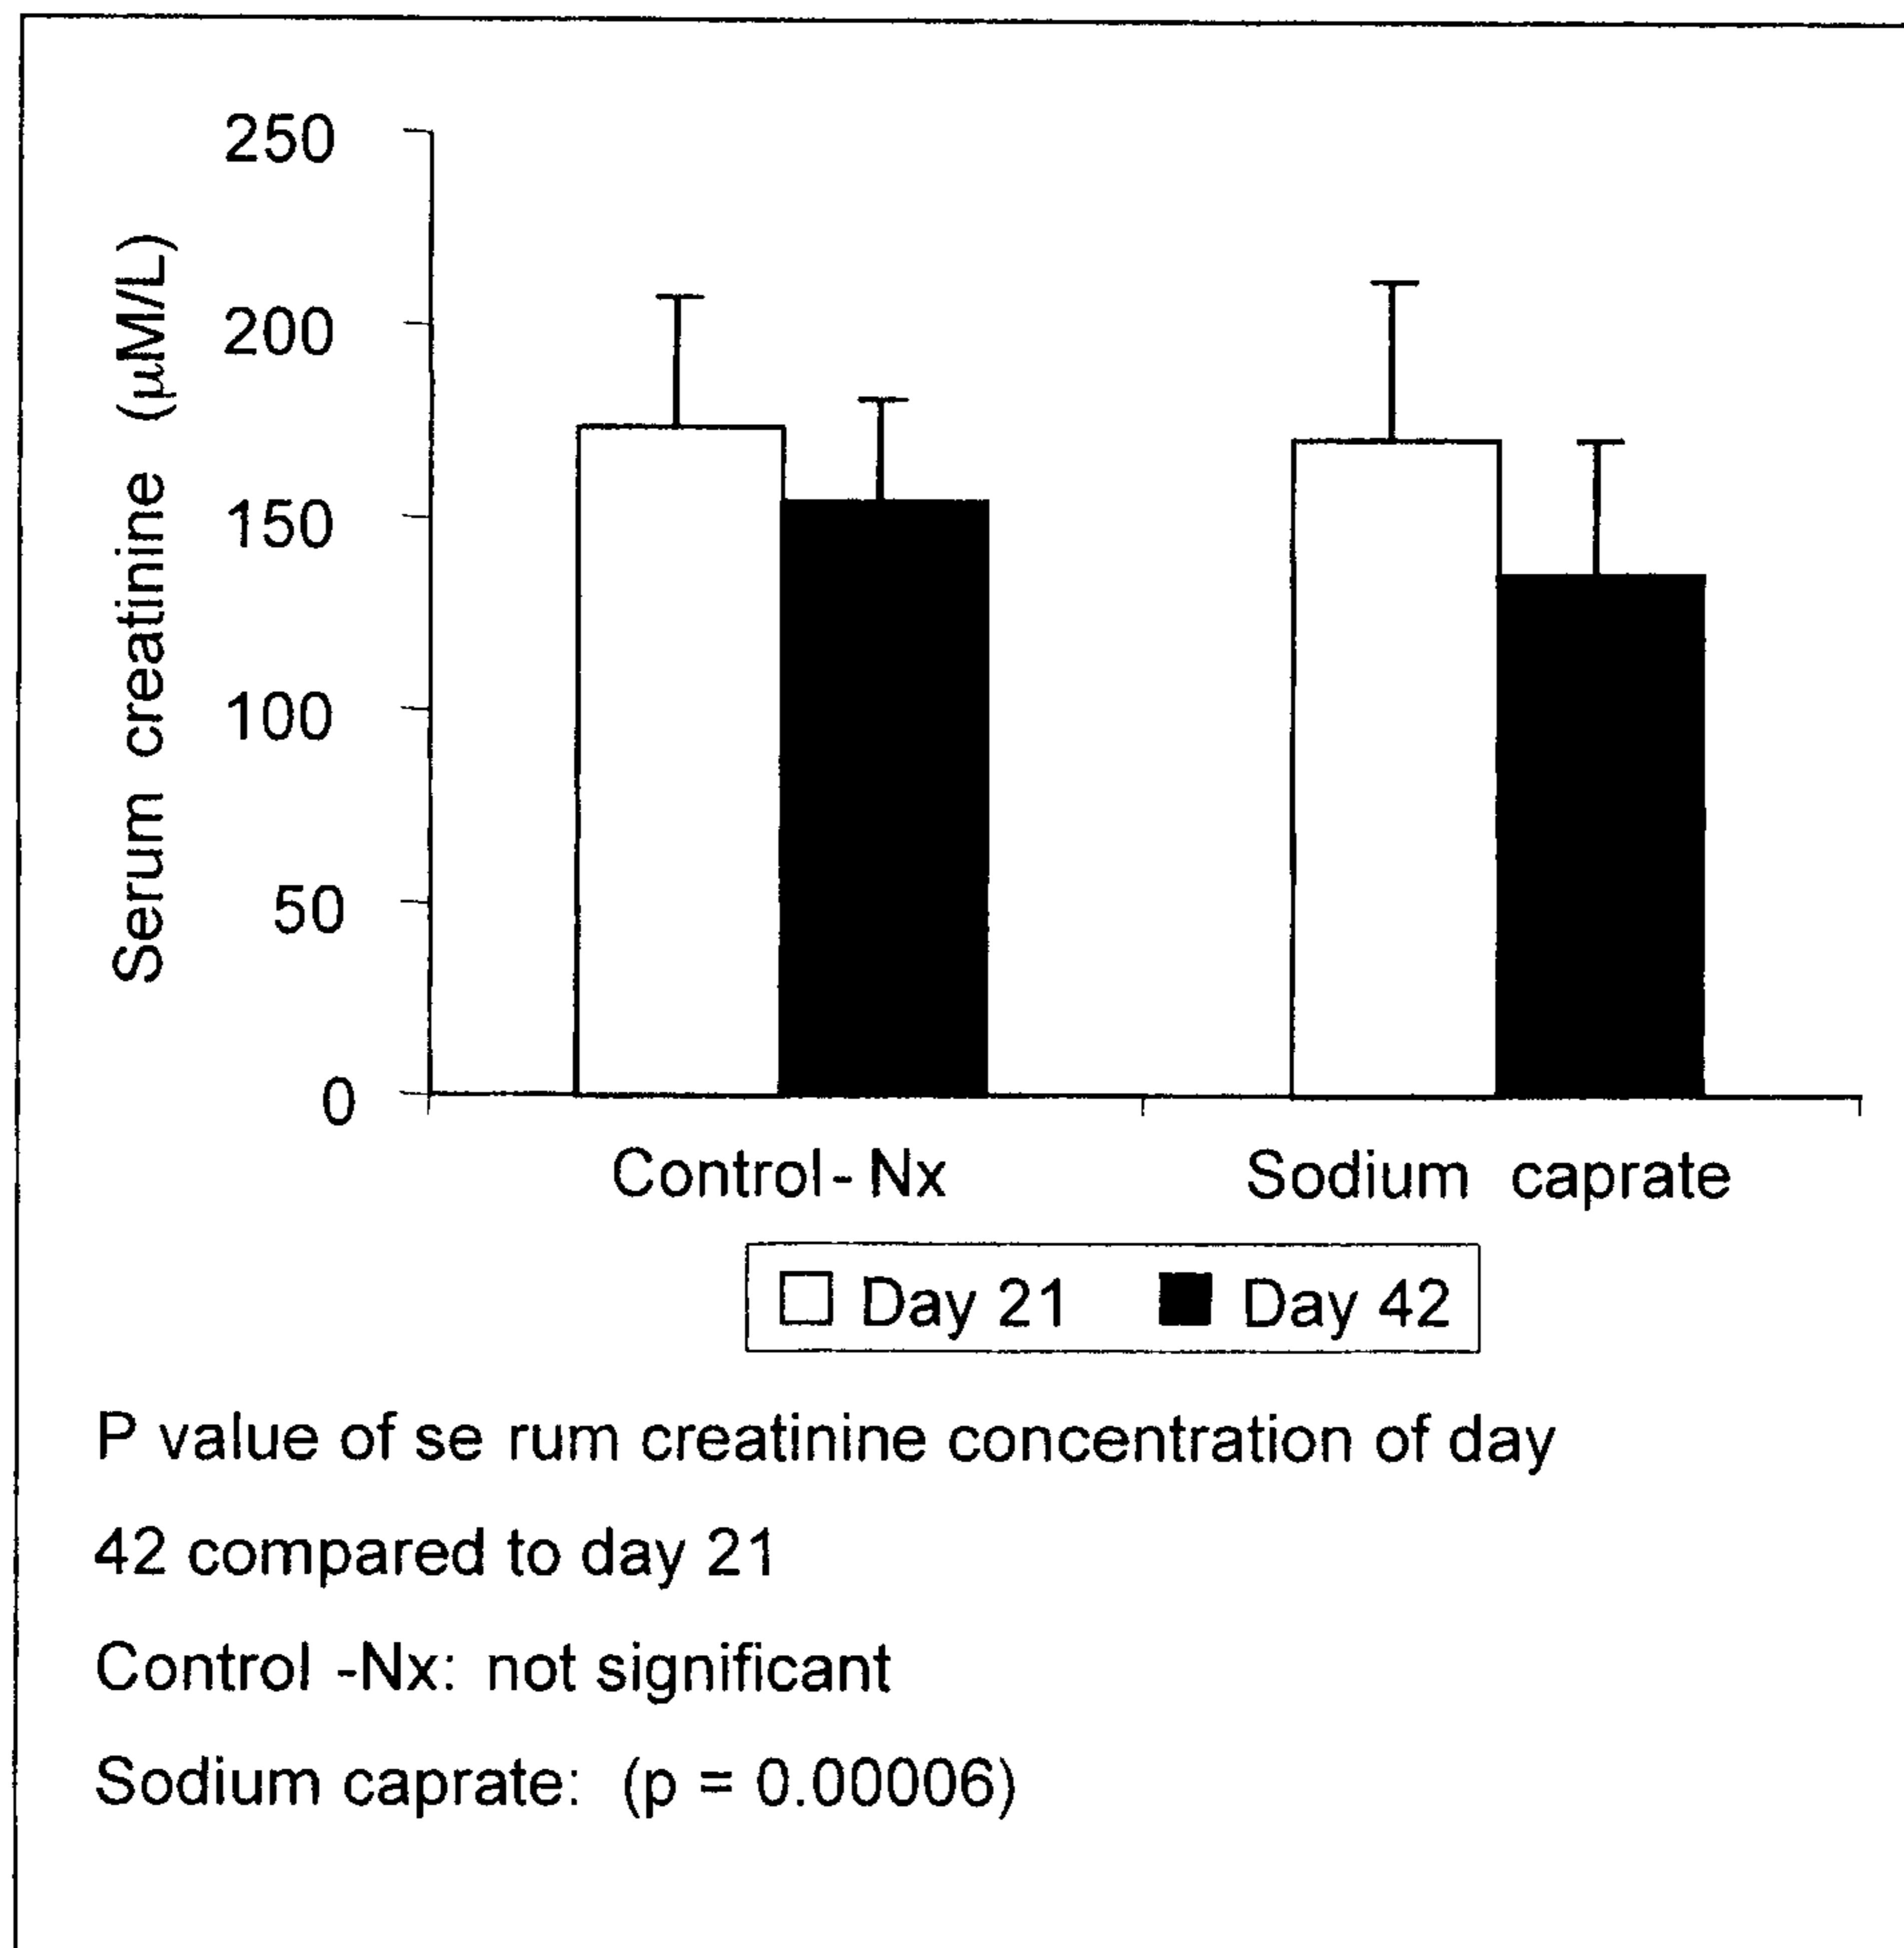 250
200
150
100
50
0
Serum creatinine (µM/L)
Control- Nx
Sodium caprate
Day 21
Day 42
P value of se rum creatinine concentration of day
42 compared to day 21
Control -Nx: not significant
Sodium caprate: (p = 0.00006)